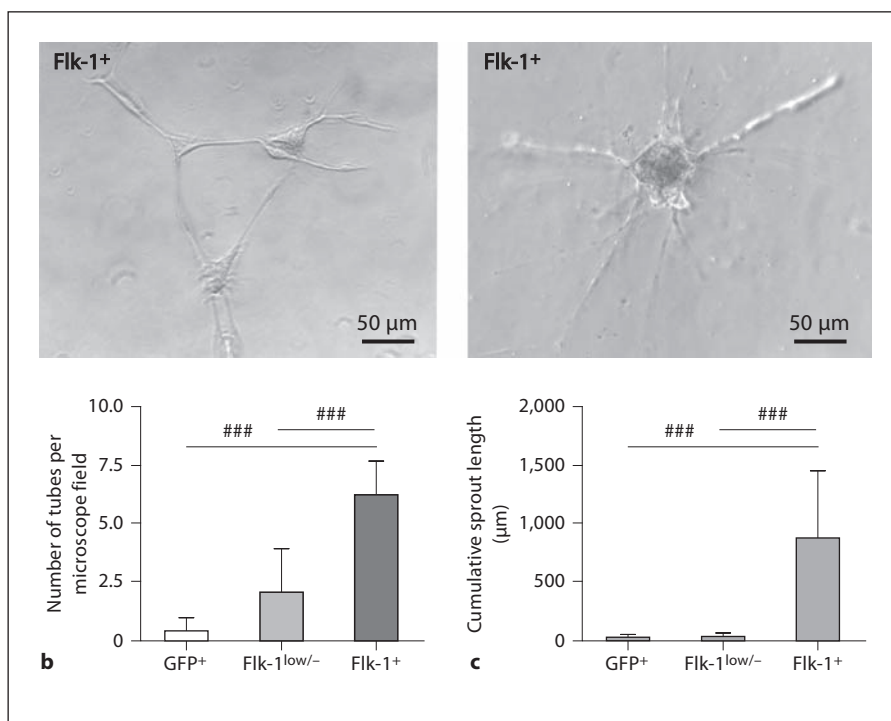 Flk-1⁺
Flk-1⁺
50 µm
50 µm
10.0
7.5
5.0
2.5
0
Number of tubes per
microscope field
###
###
GFP⁺
Flk-1ˡᵒʷ/⁻
Flk-1⁺
b
2,000
1,500
1,000
500
0
Cumulative sprout length
(µm)
###
###
GFP⁺
Flk-1ˡᵒʷ/⁻
Flk-1⁺
c